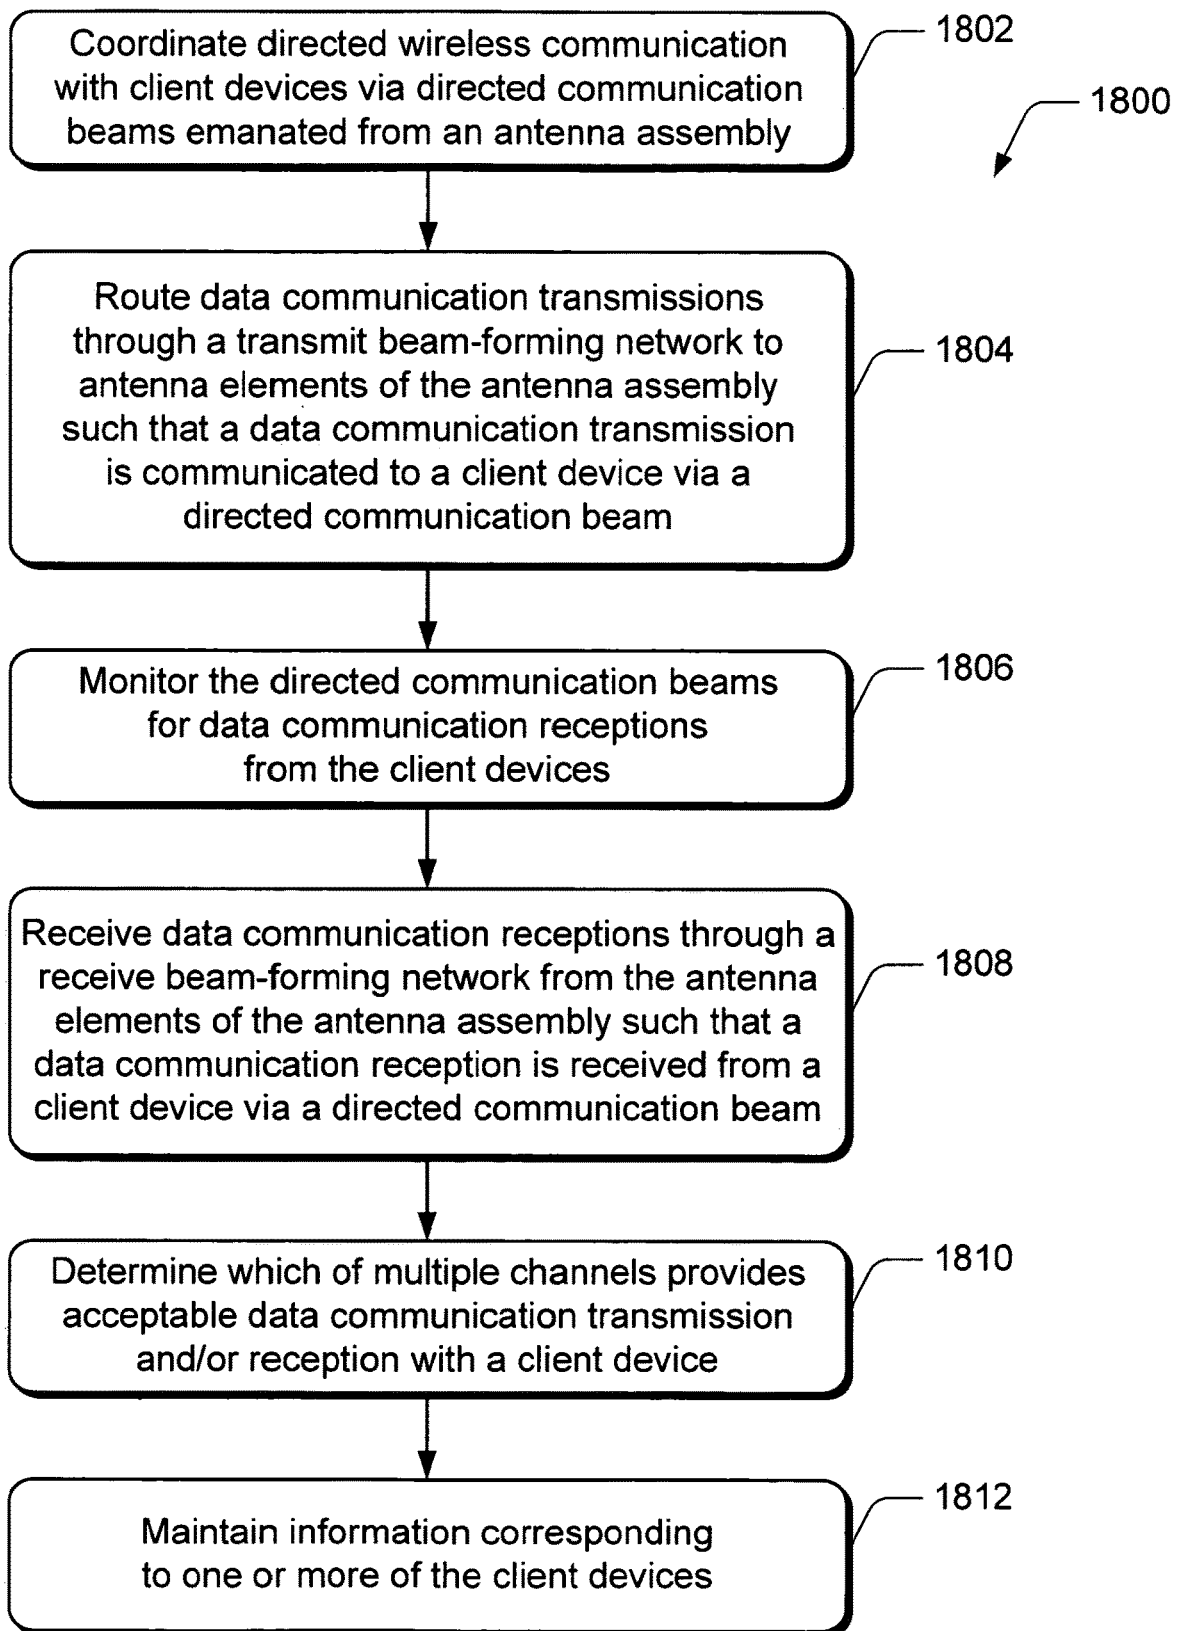 Coordinate directed wireless communication
with client devices via directed communication
beams emanated from an antenna assembly
1802
1800
Route data communication transmissions
through a transmit beam-forming network to
antenna elements of the antenna assembly
such that a data communication transmission
is communicated to a client device via a
directed communication beam
1804
Monitor the directed communication beams
for data communication receptions
from the client devices
1806
Receive data communication receptions through a
receive beam-forming network from the antenna
elements of the antenna assembly such that a
data communication reception is received from a
client device via a directed communication beam
1808
Determine which of multiple channels provides
acceptable data communication transmission
and/or reception with a client device
1810
Maintain information corresponding
to one or more of the client devices
1812